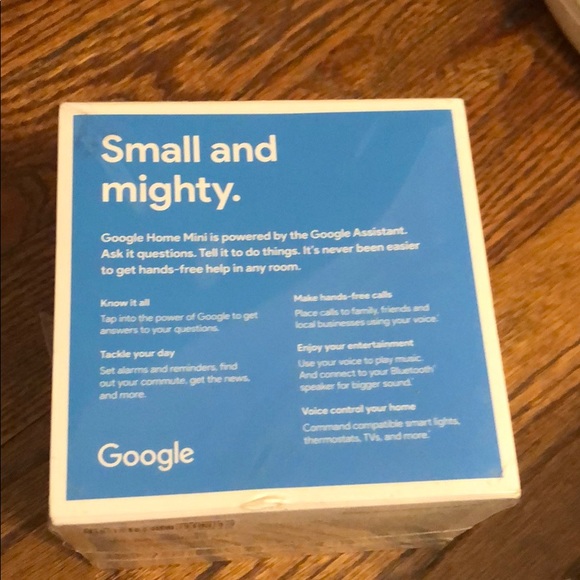 Small and
mighty.
Google Home Mini is powered by the Google Assistant.
Ask it questions. Tell it to do things. It's never been easier
to get hands-free help in any room.
Know it all
Tap into the power of Google to get
answers to your questions.
Tackle your day
Set alarms and reminders, find
out your commute, get the news,
and more.
Make hands-free calls
Place calls to family, friends and
local businesses using your voice.
Enjoy your entertainment
Use your voice to play music.
And connect to your Bluetooth
speaker for bigger sound.
Voice control your home
Command compatible smart lights,
thermostats, TVs, and more.
Google